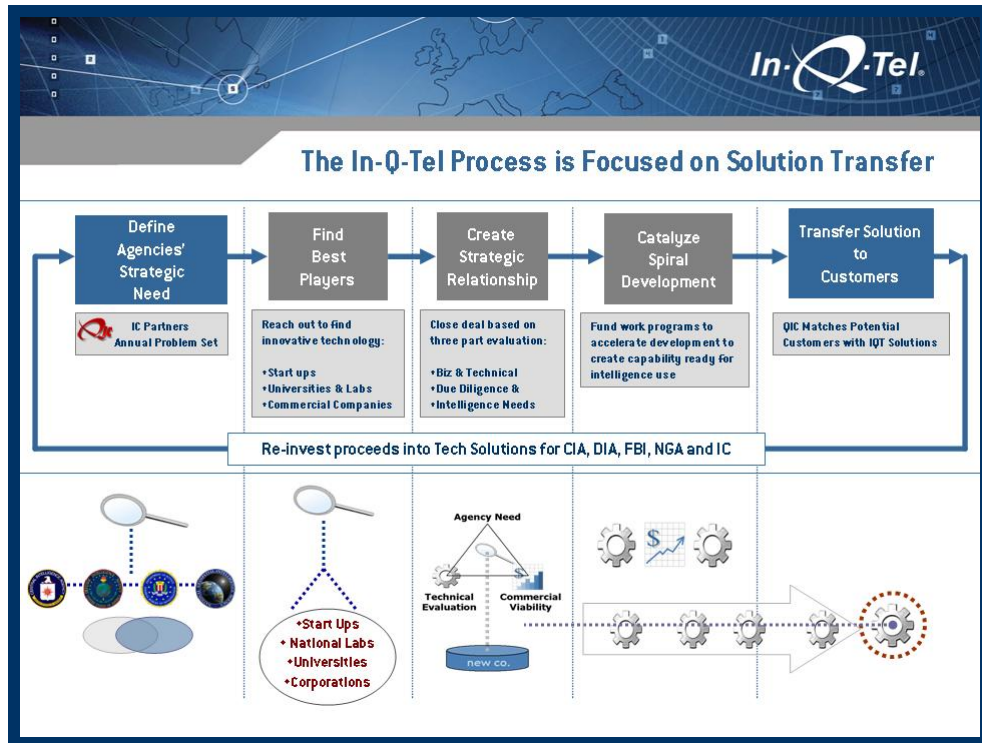 In-Q-Tel®
The In-Q-Tel Process is Focused on Solution Transfer
Define
Agencies'
Strategic
Need
Find
Best
Players
Create
Strategic
Relationship
Catalyze
Spiral
Development
Transfer Solution
to
Customers
IC Partners
Annual Problem Set
Reach out to find
innovative technology:
•Start ups
•Universities & Labs
•Commercial Companies
Close deal based on
three part evaluation:
•Biz & Technical
•Due Diligence &
•Intelligence Needs
Fund work programs to
accelerate development to
create capability ready for
intelligence use
QIC Matches Potential
Customers with IQT Solutions
Re-invest proceeds into Tech Solutions for CIA, DIA, FBI, NGA and IC
•Start Ups
• National Labs
•Universities
•Corporations
Agency Need
Technical
Evaluation
Commercial
Viability
new co.
$
$